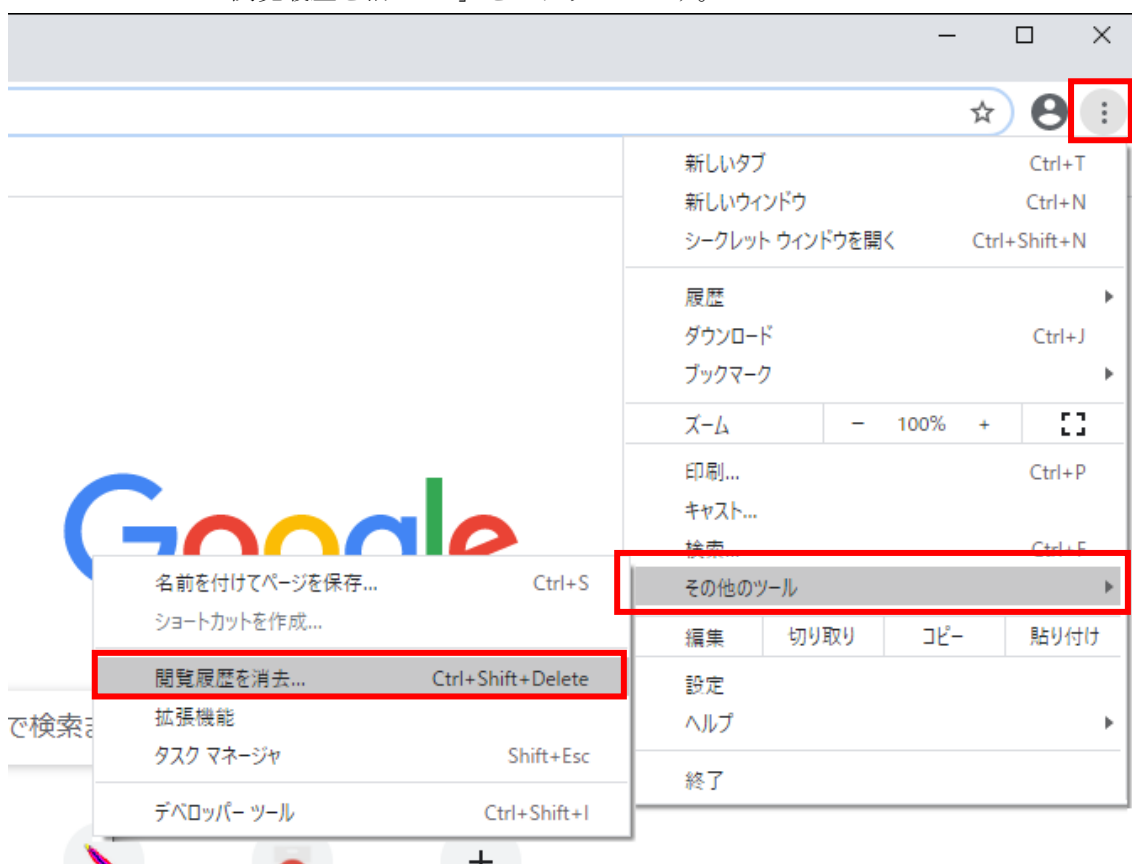 新しいタブ Ctrl+T
新しいウィンドウ Ctrl+N
シークレット ウィンドウを開く Ctrl+Shift+N
履歴
ダウンロード Ctrl+J
ブックマーク
ズーム － 100% +
印刷... Ctrl+P
キャスト...
検索... Ctrl+F
その他のツール
編集 切り取り コピー 貼り付け
設定
ヘルプ
終了
Google
名前を付けてページを保存... Ctrl+S
ショートカットを作成...
閲覧履歴を消去... Ctrl+Shift+Delete
拡張機能
タスク マネージャ Shift+Esc
デベロッパー ツール Ctrl+Shift+I
で検索